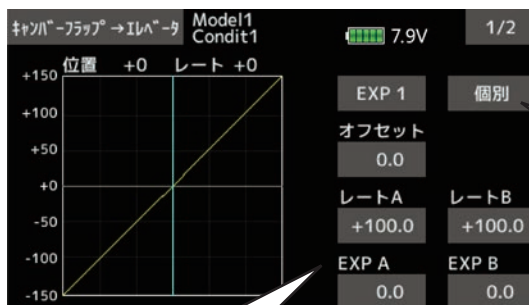 ｷｬﾝﾊﾞｰﾌﾗｯﾌﾟ→ｴﾚﾍﾞｰﾀ
Model1
Condit1
7.9V
1/2
位置 +0 レート +0
+150
+100
+50
+0
-50
-100
-150
EXP 1
個別
オフセット
0.0
レートA
レートB
+100.0
+100.0
EXP A
EXP B
0.0
0.0